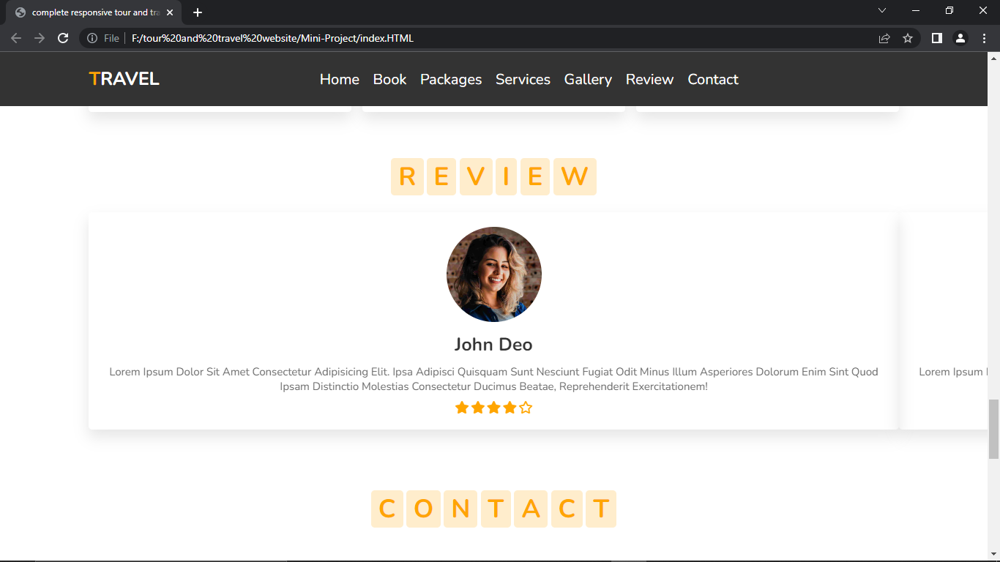 complete responsive tour and tra
File F:/tour%20and%20travel%20website/Mini-Project/index.HTML
TRAVEL Home Book Packages Services Gallery Review Contact
REVIEW
John Deo
Lorem Ipsum Dolor Sit Amet Consectetur Adipisicing Elit. Ipsa Adipisci Quisquam Sunt Nesciunt Fugiat Odit Minus Illum Asperiores Dolorum Enim Sint Quod
Ipsam Distinctio Molestias Consectetur Ducimus Beatae, Reprehenderit Exercitationem!
Lorem Ipsum
CONTACT